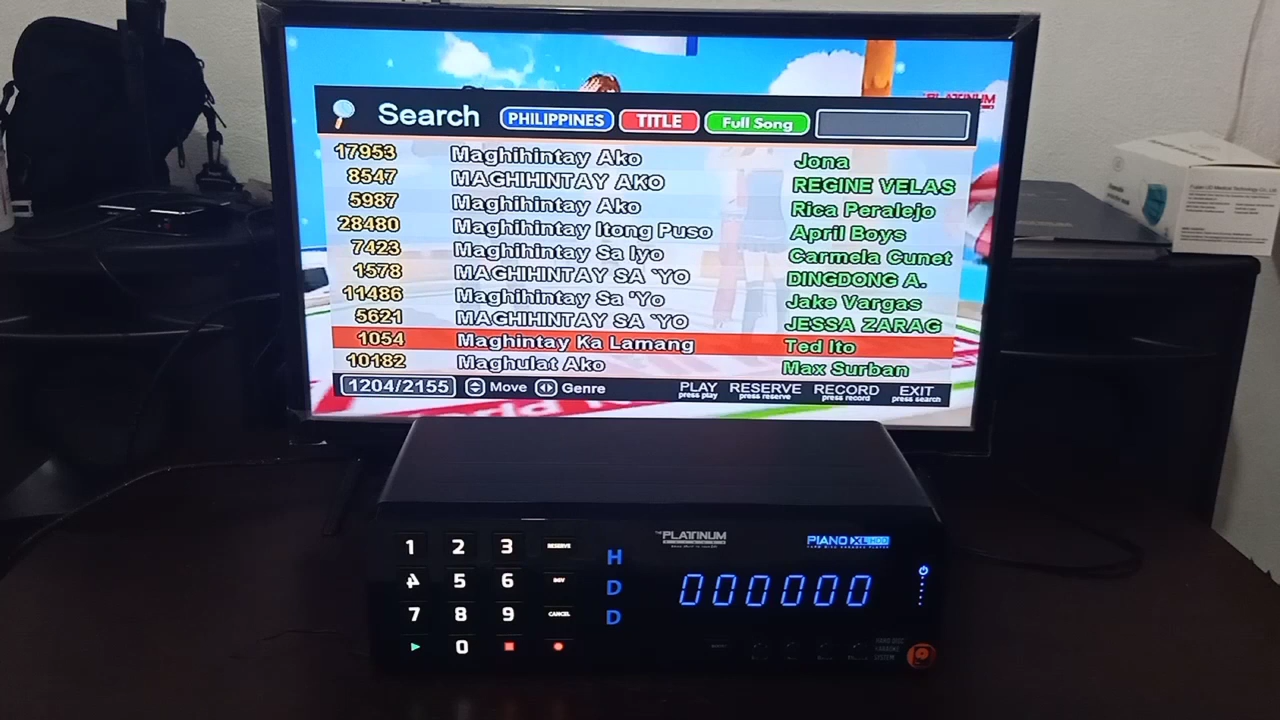 PLATINUM
Search PHILIPPINES TITLE Full Song
17953 Maghihintay Ako Jona
8547 MAGHIHINTAY AKO REGINE VELAS
5987 Maghihintay Ako Rica Peralejo
28480 Maghihintay Itong Puso April Boys
7423 Maghihintay Sa Iyo Carmela Cunet
1578 MAGHIHINTAY SA `YO DINGDONG A.
11486 Maghihintay Sa 'Yo Jake Vargas
5621 MAGHIHINTAY SA `YO JESSA ZARAG
1054 Maghintay Ka Lamang Ted Ito
10182 Maghulat Ako Max Surban
1204/2155 Move Genre PLAY RESERVE RECORD EXIT
press play press reserve press record press search
THE PLATINUM
PIANO XL HDD
1 2 3 RESERVE
4 5 6 RSV
7 8 9 CANCEL
0
H
D
D
000000